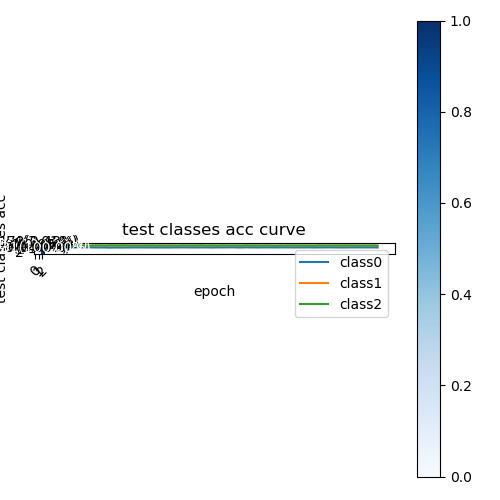 test classes acc curve
test classes acc
epoch
class0
class1
class2
1.0
0.8
0.6
0.4
0.2
0.0